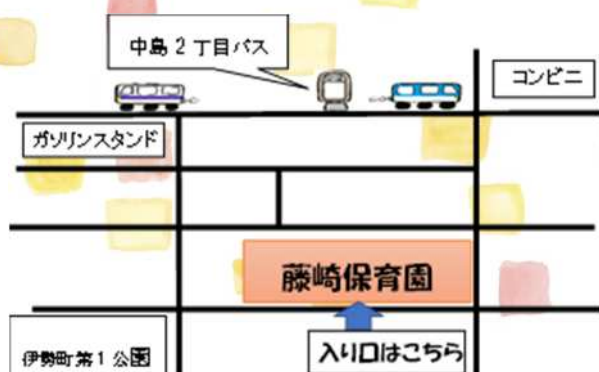 中島2丁目バス
コンビニ
ガソリンスタンド
藤崎保育園
入り口はこちら
伊勢町第1公園